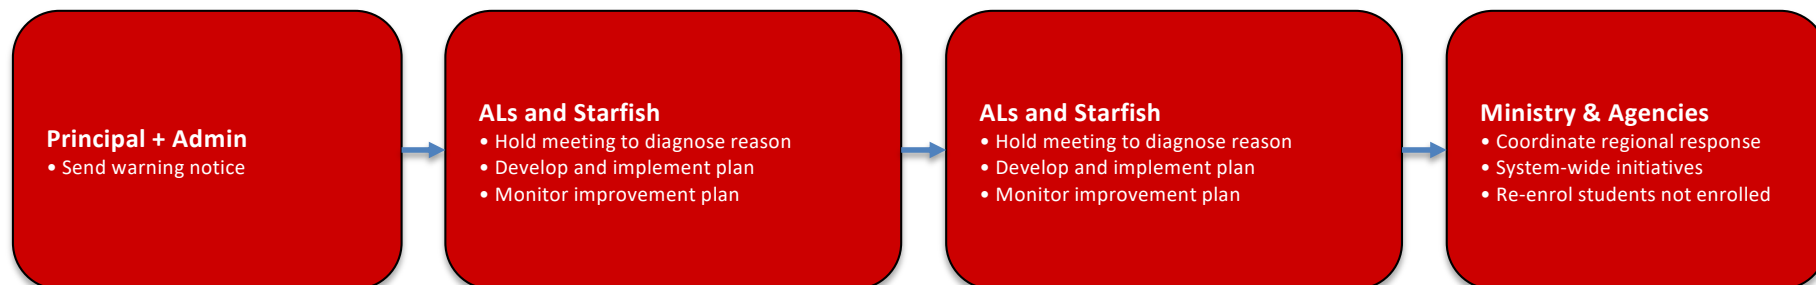 Principal + Admin
• Send warning notice
ALs and Starfish
• Hold meeting to diagnose reason
• Develop and implement plan
• Monitor improvement plan
ALs and Starfish
• Hold meeting to diagnose reason
• Develop and implement plan
• Monitor improvement plan
Ministry & Agencies
• Coordinate regional response
• System-wide initiatives
• Re-enrol students not enrolled